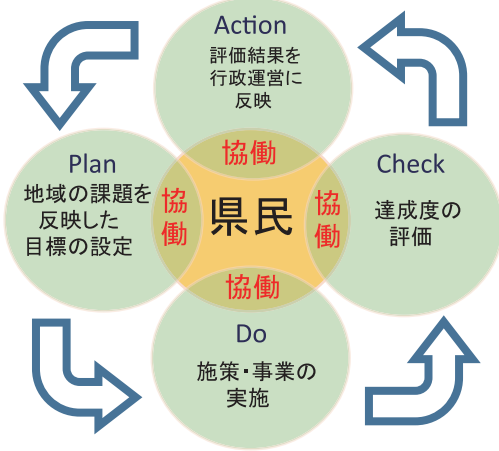 Action
評価結果を
行政運営に
反映
協働
Plan
地域の課題を
反映した
目標の設定
協働
県民
協働
Check
達成度の
評価
協働
Do
施策・事業の
実施